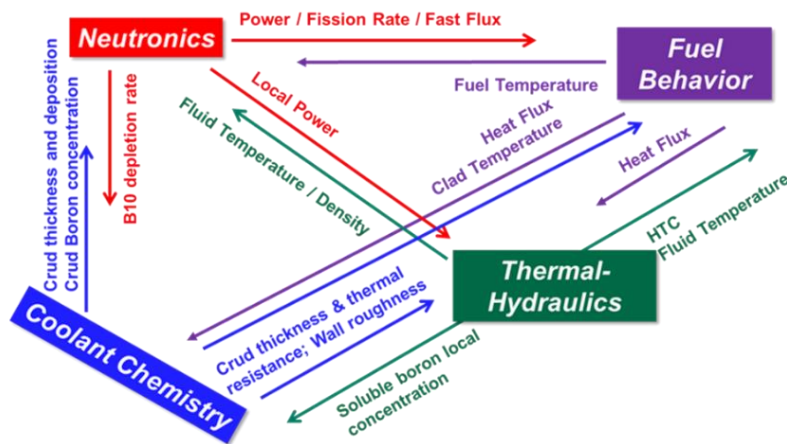 Power / Fission Rate / Fast Flux
Neutronics
Fuel
Behavior
Fuel Temperature
Local Power
Fluid Temperature / Density
Heat Flux
Clad Temperature
Heat Flux
B10 depletion rate
Crud thickness and deposition
Crud Boron concentration
HTC
Fluid Temperature
Thermal-
Hydraulics
Coolant Chemistry
Crud thickness & thermal
resistance; Wall roughness
Soluble boron local
concentration